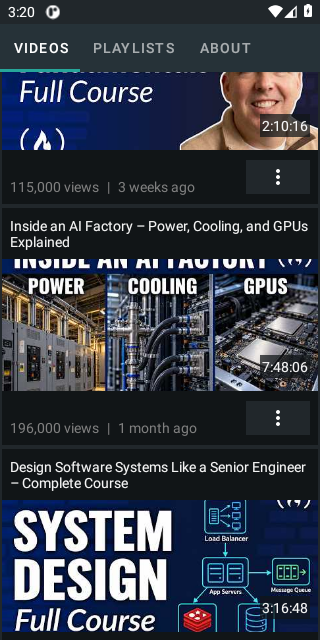 3:20
VIDEOS PLAYLISTS ABOUT
Full Course
2:10:16
115,000 views | 3 weeks ago
Inside an AI Factory – Power, Cooling, and GPUs
Explained
INSIDE AN AI FACTORY
POWER COOLING GPUS
7:48:06
196,000 views | 1 month ago
Design Software Systems Like a Senior Engineer
– Complete Course
SYSTEM
DESIGN
Full Course
Load Balancer
App Servers
Message Queue
3:16:48